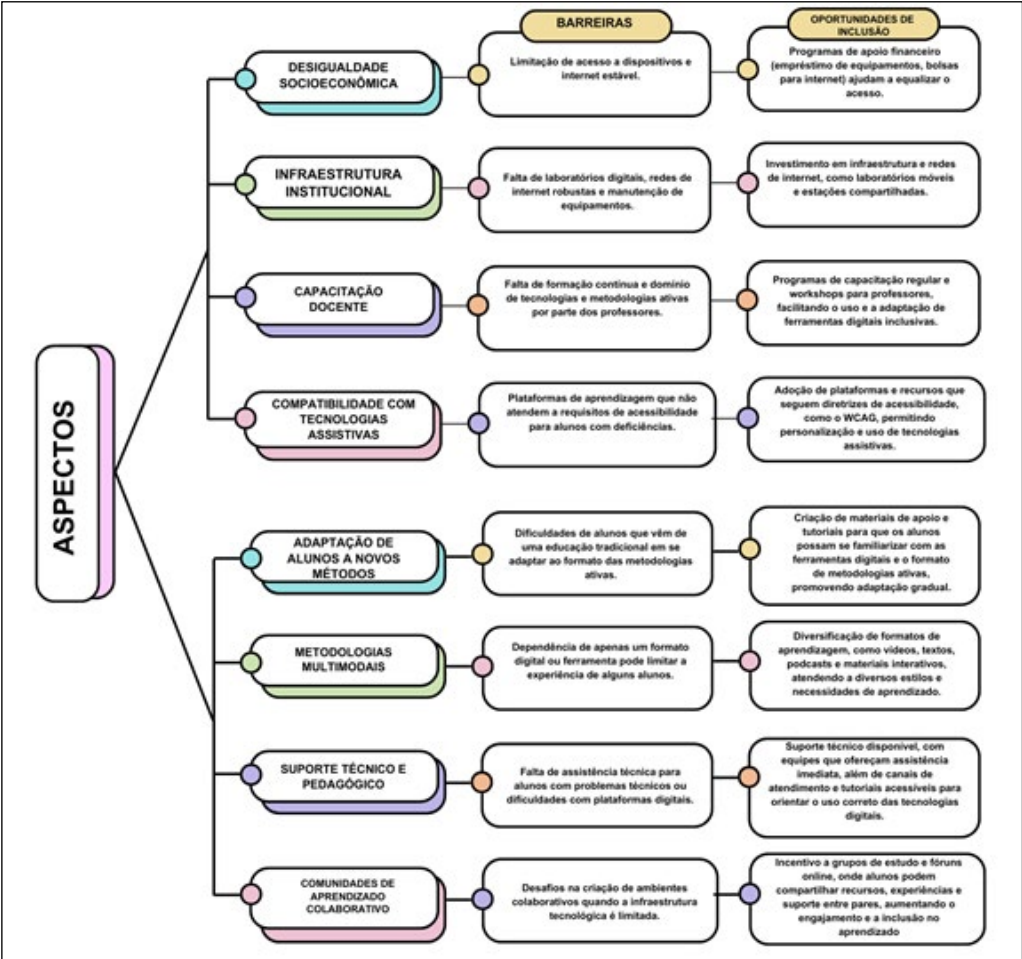 BARREIRAS
OPORTUNIDADES DE
INCLUSÃO
ASPECTOS
DESIGUALDADE
SOCIOECONÔMICA
Limitação de acesso a dispositivos e
internet estável.
Programas de apoio financeiro
(empréstimo de equipamentos, bolsas
para internet) ajudam a equalizar o
acesso.
INFRAESTRUTURA
INSTITUCIONAL
Falta de laboratórios digitais, redes de
internet robustas e manutenção de
equipamentos.
Investimento em infraestrutura e redes
de internet, como laboratórios móveis
e estações compartilhadas.
CAPACITAÇÃO
DOCENTE
Falta de formação contínua e domínio
de tecnologias e metodologias ativas
por parte dos professores.
Programas de capacitação regular e
workshops para professores,
facilitando o uso e a adaptação de
ferramentas digitais inclusivas.
COMPATIBILIDADE COM
TECNOLOGIAS
ASSISTIVAS
Plataformas de aprendizagem que não
atendem a requisitos de acessibilidade
para alunos com deficiências.
Adoção de plataformas e recursos que
seguem diretrizes de acessibilidade,
como o WCAG, permitindo
personalização e uso de tecnologias
assistivas.
ADAPTAÇÃO DE
ALUNOS A NOVOS
MÉTODOS
Dificuldades de alunos que vêm de
uma educação tradicional em se
adaptar ao formato das metodologias
ativas.
Criação de materiais de apoio e
tutoriais para que os alunos
possam se familiarizar com as
ferramentas digitais e o formato
de metodologias ativas,
promovendo adaptação gradual.
METODOLOGIAS
MULTIMODAIS
Dependência de apenas um formato
digital ou ferramenta pode limitar a
experiência de alguns alunos.
Diversificação de formatos de
aprendizagem, como vídeos, textos,
podcasts e materiais interativos,
atendendo a diversos estilos e
necessidades de aprendizado.
SUPORTE TÉCNICO E
PEDAGÓGICO
Falta de assistência técnica para
alunos com problemas técnicos ou
dificuldades com plataformas digitais.
Suporte técnico disponível, com
equipes que ofereçam assistência
imediata, além de canais de
atendimento e tutoriais acessíveis para
orientar o uso correto das tecnologias
digitais.
COMUNIDADES DE
APRENDIZADO
COLABORATIVO
Desafios na criação de ambientes
colaborativos quando a infraestrutura
tecnológica é limitada.
Incentivo a grupos de estudo e fóruns
online, onde alunos podem
compartilhar recursos, experiências e
suporte entre pares, aumentando o
engajamento e a inclusão no
aprendizado